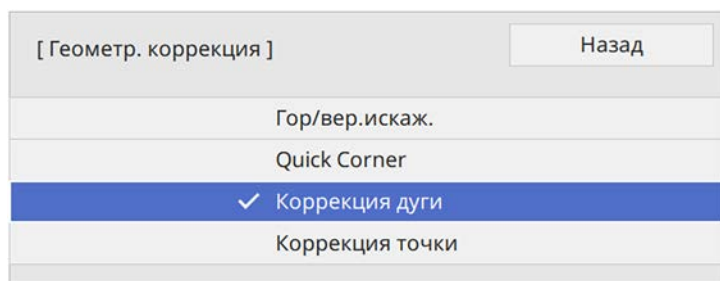 [ Геометр. коррекция ]
Назад
Гор/вер.искаж.
Quick Corner
Коррекция дуги
Коррекция точки